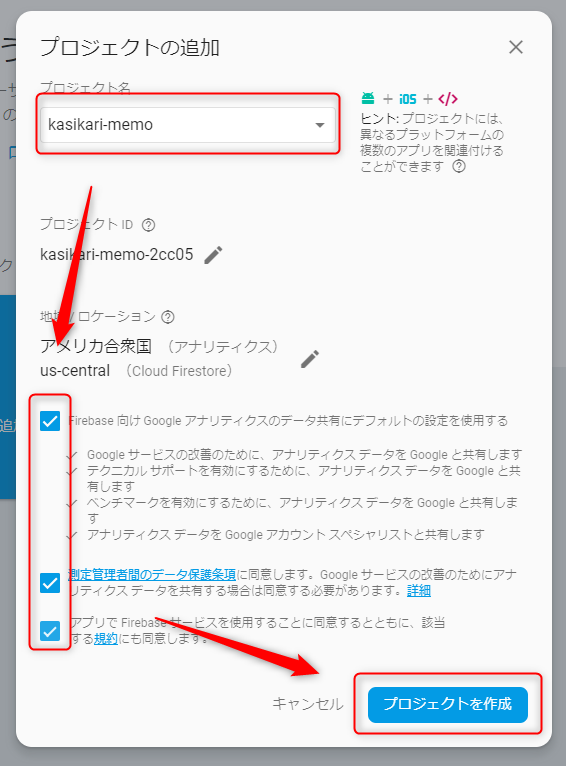 プロジェクトの追加
プロジェクト名
kasikari-memo
+ iOS + </>
ヒント: プロジェクトには、
異なるプラットフォームの
複数のアプリを関連付ける
ことができます
プロジェクト ID
kasikari-memo-2cc05
地域 / ロケーション
アメリカ合衆国 (アナリティクス)
us-central (Cloud Firestore)
Firebase 向け Google アナリティクスのデータ共有にデフォルトの設定を使用する
Google サービスの改善のために、アナリティクス データを Google と共有します
テクニカル サポートを有効にするために、アナリティクス データを Google と共
有します
ベンチマークを有効にするために、アナリティクス データを Google と共有しま
す
アナリティクス データを Google アカウント スペシャリストと共有します
測定管理者間のデータ保護条項に同意します。Google サービスの改善のためにアナ
リティクス データを共有する場合は同意する必要があります。詳細
アプリで Firebase サービスを使用することに同意するとともに、該当
する規約にも同意します。
キャンセル
プロジェクトを作成
追加